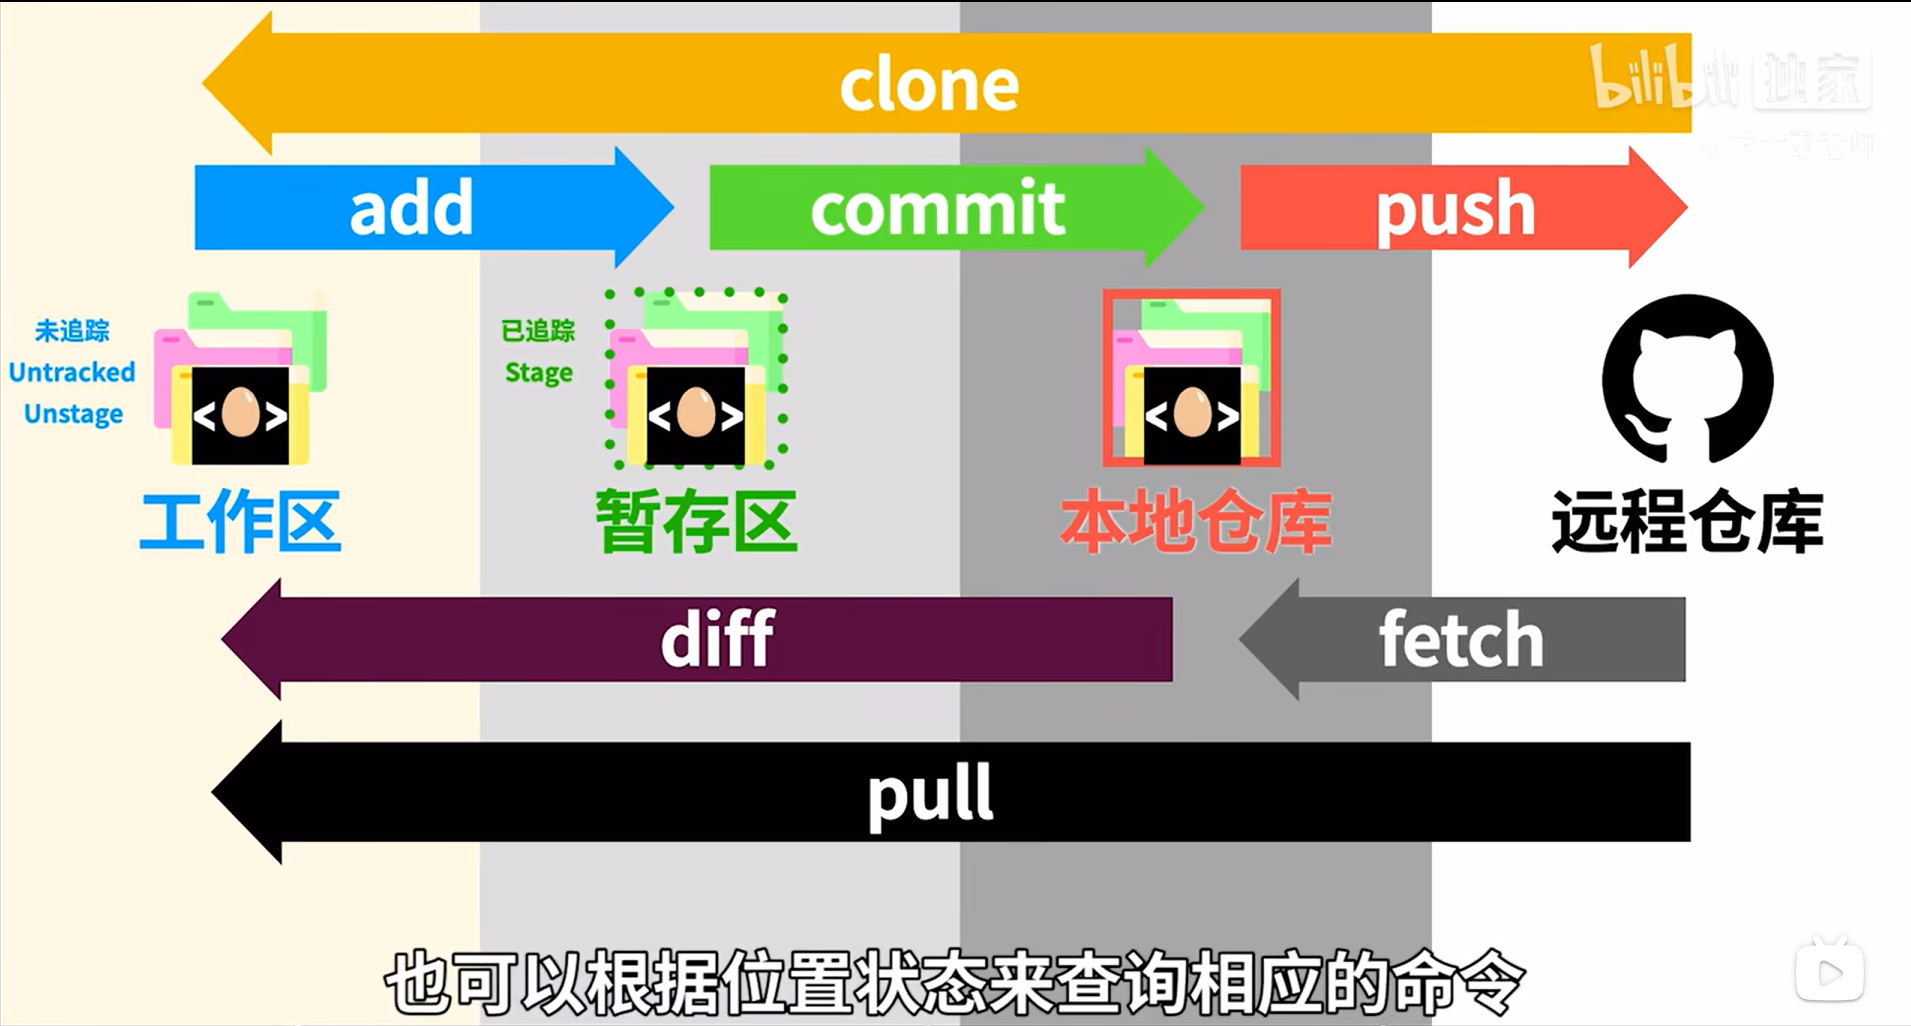 clone
bilibili 独家
add
commit
push
未追踪
Untracked
Unstage
已追踪
Stage
< >
< >
< >
工作区
暂存区
本地仓库
远程仓库
diff
fetch
pull
也可以根据位置状态来查询相应的命令